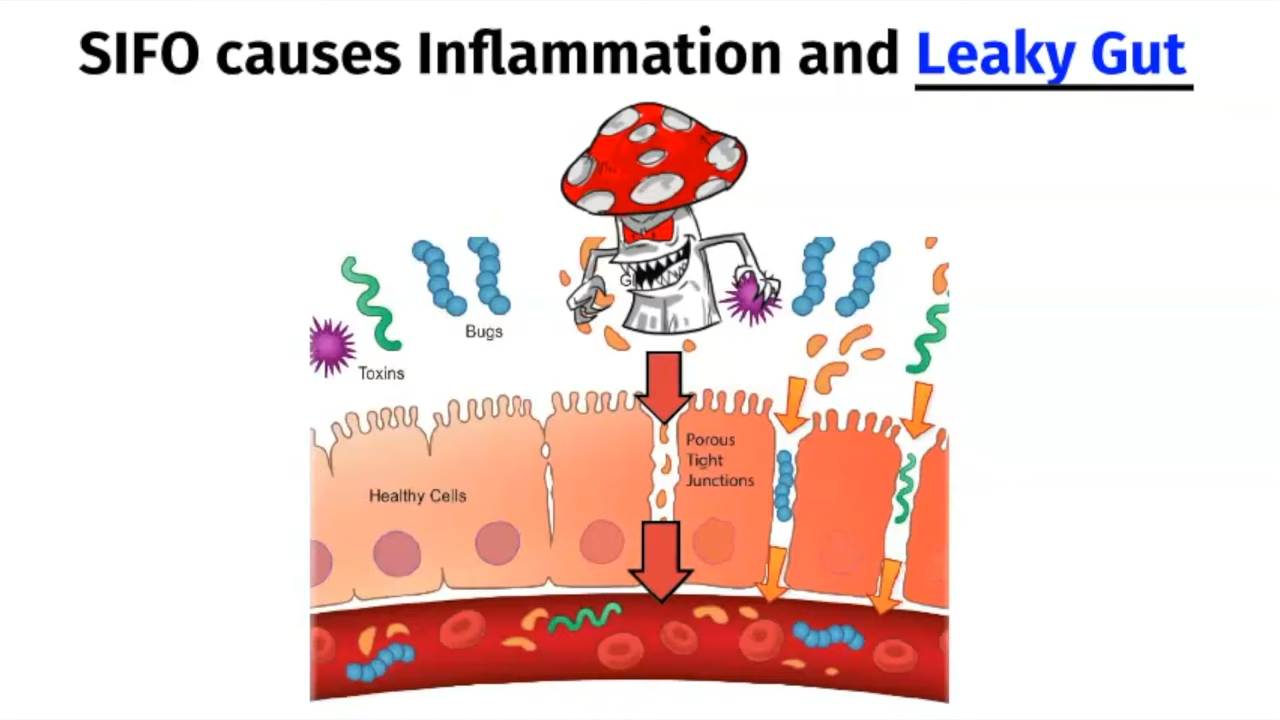 SIFO causes Inflammation and Leaky Gut
Bugs
Toxins
Porous
Tight
Junctions
Healthy Cells